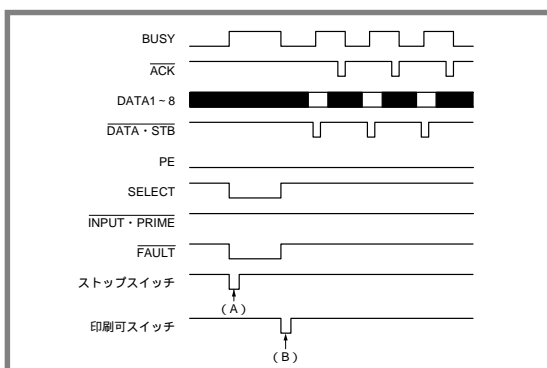 BUSY
ACK
DATA1~8
DATA・STB
PE
SELECT
INPUT・PRIME
FAULT
ストップスイッチ
(A)
印刷可スイッチ
(B)